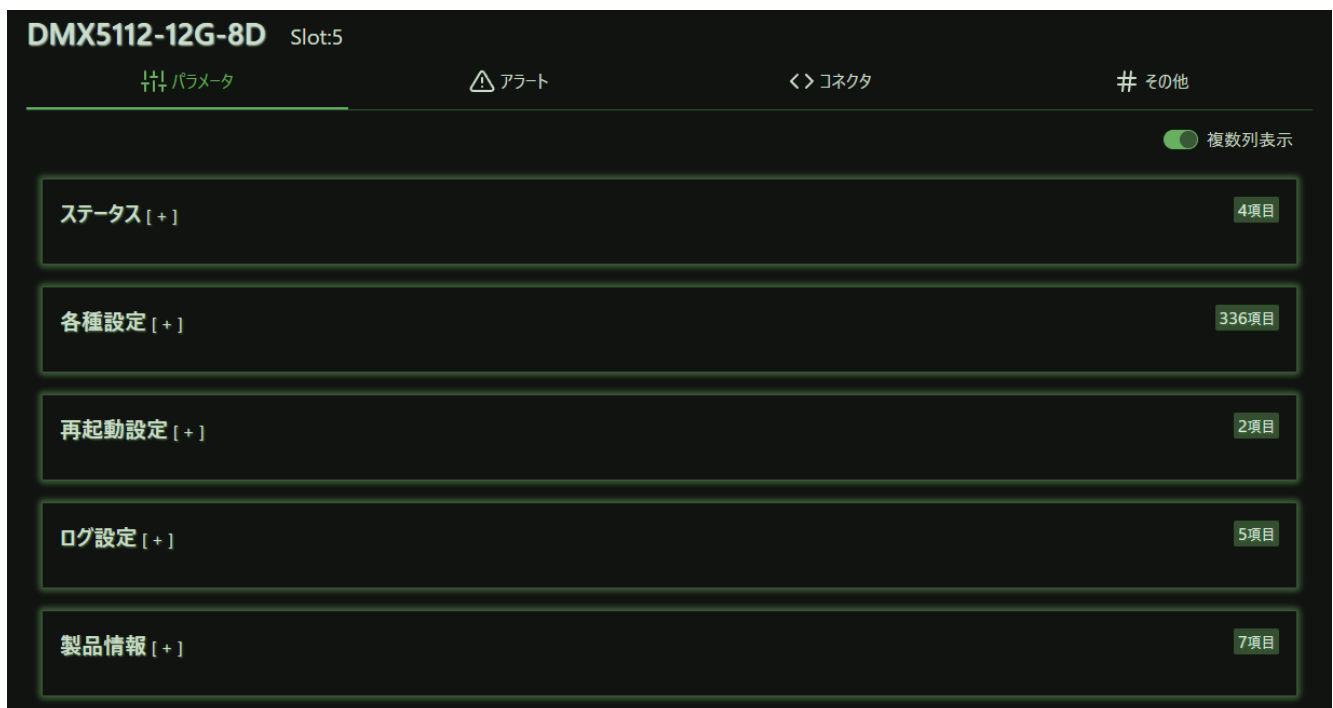 DMX5112-12G-8D Slot:5
パラメータ アラート コネクタ その他
複数列表示
ステータス [ + ] 4項目
各種設定 [ + ] 336項目
再起動設定 [ + ] 2項目
ログ設定 [ + ] 5項目
製品情報 [ + ] 7項目